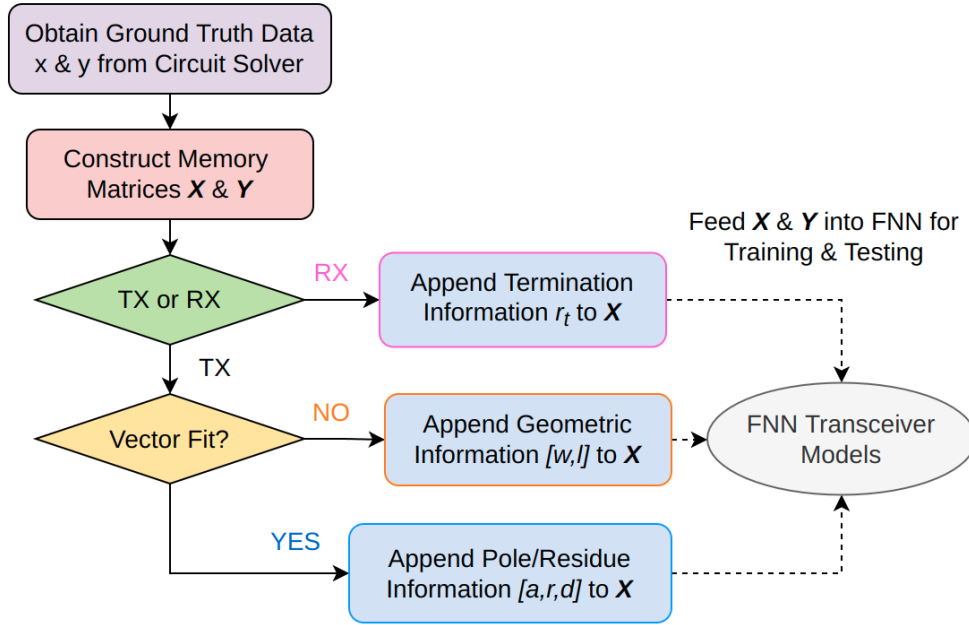 Obtain Ground Truth Data
x & y from Circuit Solver
Construct Memory
Matrices X & Y
TX or RX
RX
Append Termination
Information rt to X
Feed X & Y into FNN for
Training & Testing
TX
Vector Fit?
NO
Append Geometric
Information [w,l] to X
FNN Transceiver
Models
YES
Append Pole/Residue
Information [a,r,d] to X